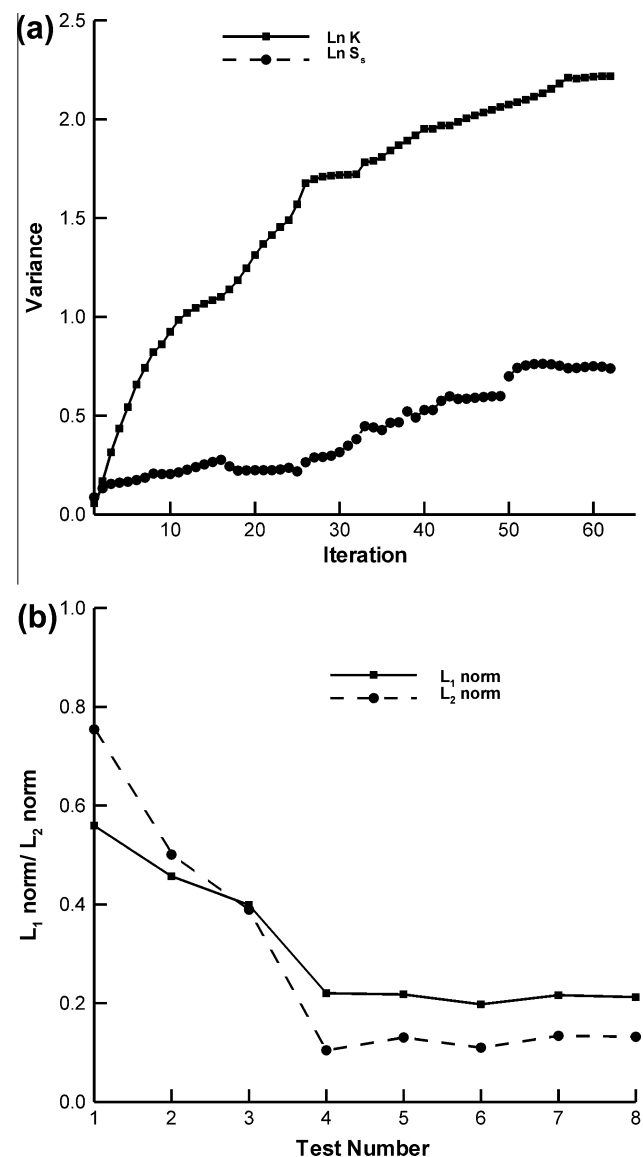 (a)
2.5
2.0
1.5
1.0
0.5
0.0
Variance
Ln K
Ln Sₛ
10 20 30 40 50 60
Iteration
(b)
1.0
0.8
0.6
0.4
0.2
0.0
L₁ norm/ L₂ norm
L₁ norm
L₂ norm
1 2 3 4 5 6 7 8
Test Number